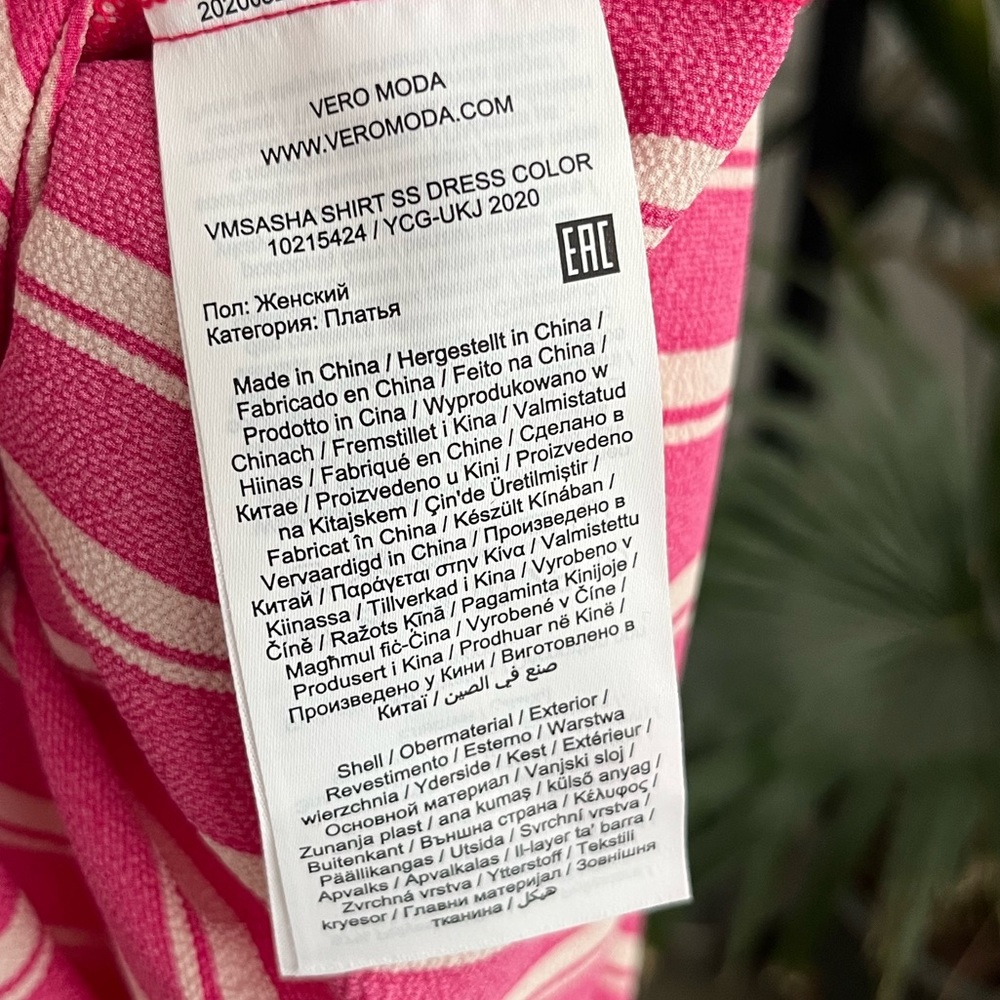 VERO MODA
WWW.VEROMODA.COM
VMSASHA SHIRT SS DRESS COLOR
10215424 / YCG-UKJ 2020
EAC
Пол: Женский
Категория: Платья
Made in China / Hergestellt in China /
Fabricado en China / Feito na China /
Prodotto in Cina / Wyprodukowano w
Chinach / Fremstillet i Kina / Valmistatud
Hiinas / Fabriqué en Chine / Сделано в
Китае / Proizvedeno u Kini / Proizvedeno
na Kitajskem / Çin'de Üretilmiştir /
Fabricat în China / Készült Kínában /
Vervaardigd in China / Произведено в
Китай / Παράγεται στην Κίνα / Valmistettu
Kiinassa / Tillverkad i Kina / Vyrobeno v
Číně / Ražots Ķīnā / Pagaminta Kinijoje /
Magħmul fiċ-Ċina / Vyrobené v Číne /
Produsert i Kina / Prodhuar në Kinë /
Произведено у Кини / Виготовлено в
Китаї / صنع في الصين
Shell / Obermaterial / Exterior /
Revestimento / Esterno / Warstwa
wierzchnia / Yderside / Kest / Extérieur /
Основной материал / Vanjski sloj /
Zunanja plast / ana kumaş / külső anyag /
Buitenkant / Външна страна / Κέλυφος /
Päällikangas / Utsida / Svrchní vrstva /
Apvalks / Apvalkalas / Il-layer ta' barra /
Zvrchná vrstva / Ytterstoff / Tekstili
kryesor / Главни материјал / Зовнішня
тканина / هيكل